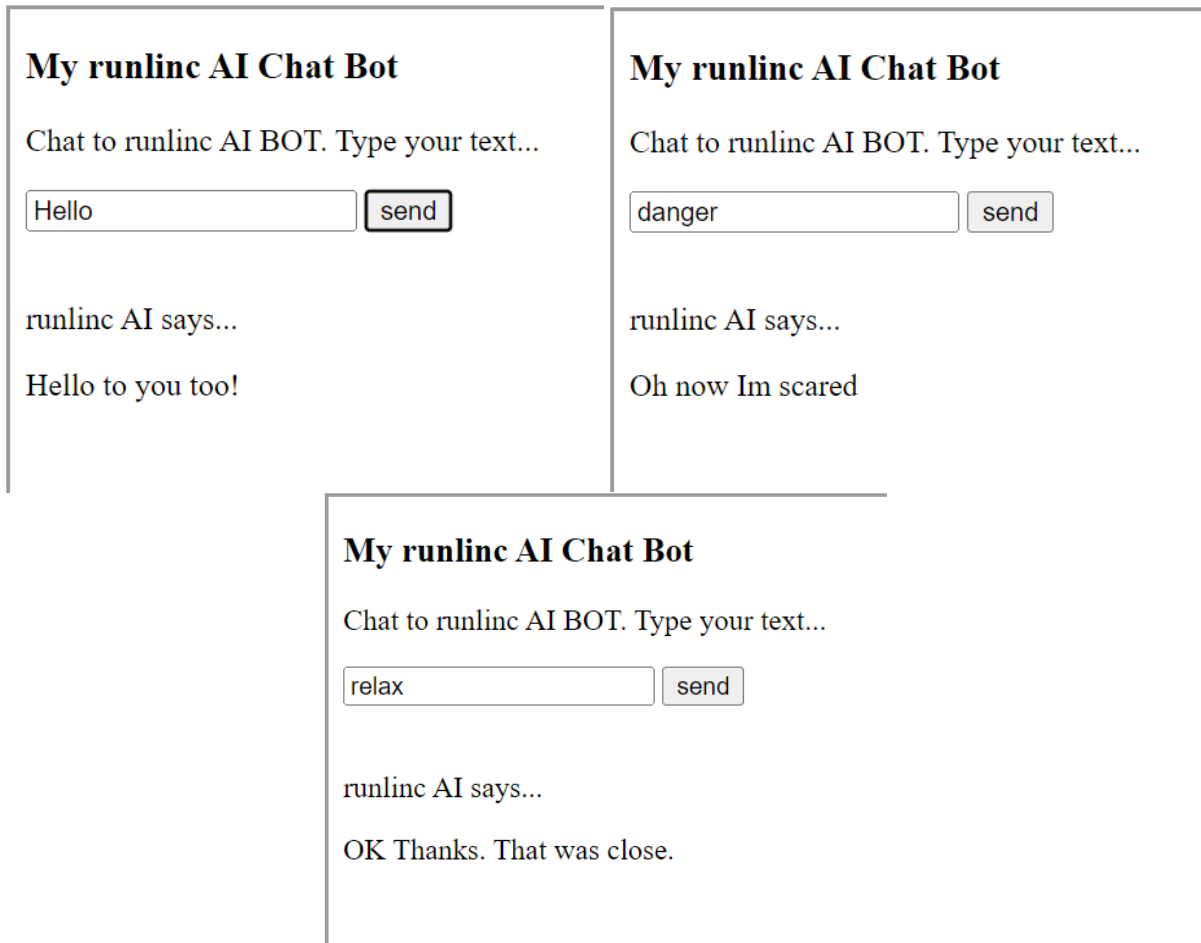 My runlinc AI Chat Bot
Chat to runlinc AI BOT. Type your text...
Hello send
runlinc AI says...
Hello to you too!
My runlinc AI Chat Bot
Chat to runlinc AI BOT. Type your text...
danger send
runlinc AI says...
Oh now Im scared
My runlinc AI Chat Bot
Chat to runlinc AI BOT. Type your text...
relax send
runlinc AI says...
OK Thanks. That was close.